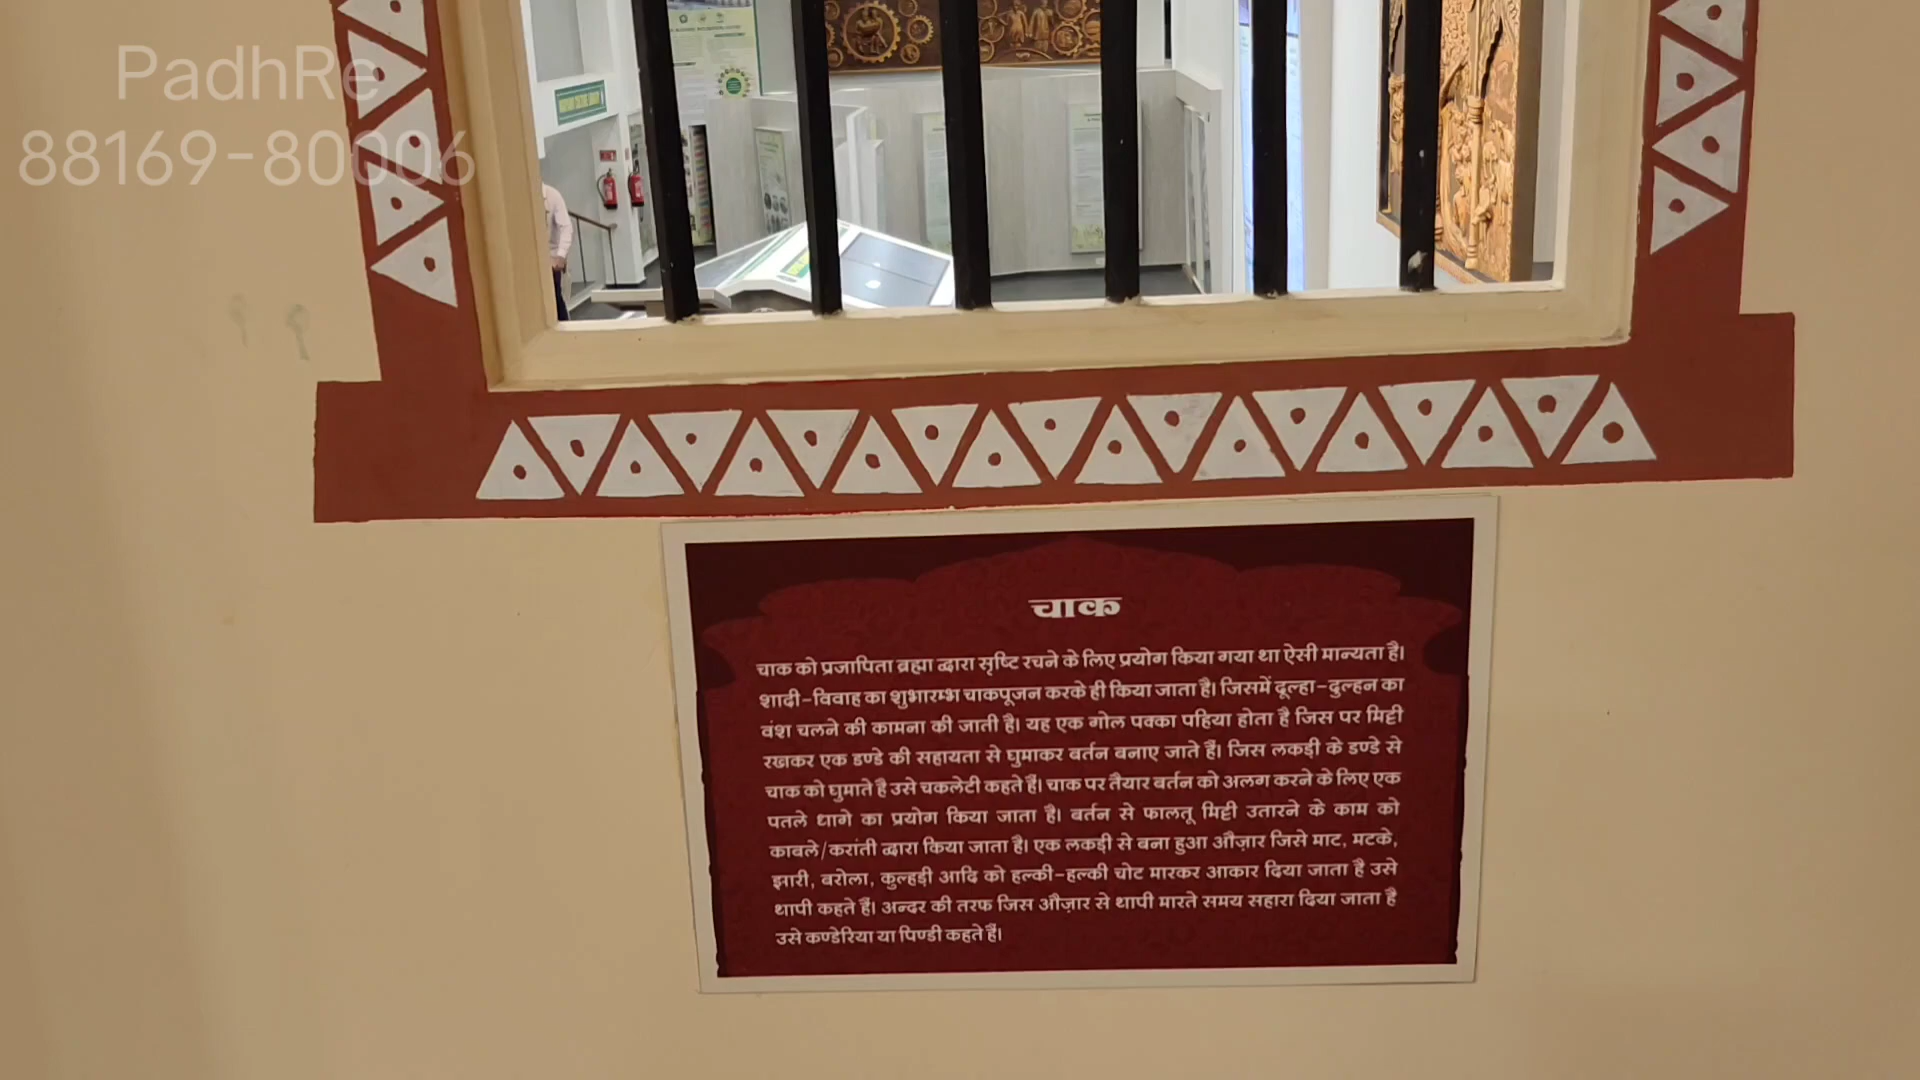 PadhRe
88169-80006
चाक
चाक को प्रजापिता ब्रह्मा द्वारा सृष्टि रचने के लिए प्रयोग किया गया था ऐसी मान्यता है।
शादी-विवाह का शुभारम्भ चाकपूजन करके ही किया जाता है। जिसमें दूल्हा-दुल्हन का
वंश चलने की कामना की जाती है। यह एक गोल पक्का पहिया होता है जिस पर मिट्टी
रखकर एक डण्डे की सहायता से घुमाकर बर्तन बनाए जाते हैं। जिस लकड़ी के डण्डे से
चाक को घुमाते है उसे चकलेटी कहते हैं। चाक पर तैयार बर्तन को अलग करने के लिए एक
पतले धागे का प्रयोग किया जाता है। बर्तन से फालतू मिट्टी उतारने के काम को
काबले/करांती द्वारा किया जाता है। एक लकड़ी से बना हुआ औज़ार जिसे माट, मटके,
झारी, बरोला, कुल्हड़ी आदि को हल्की-हल्की चोट मारकर आकार दिया जाता है उसे
थापी कहते हैं। अन्दर की तरफ जिस औज़ार से थापी मारते समय सहारा दिया जाता है
उसे कण्डेरिया या पिण्डी कहते हैं।